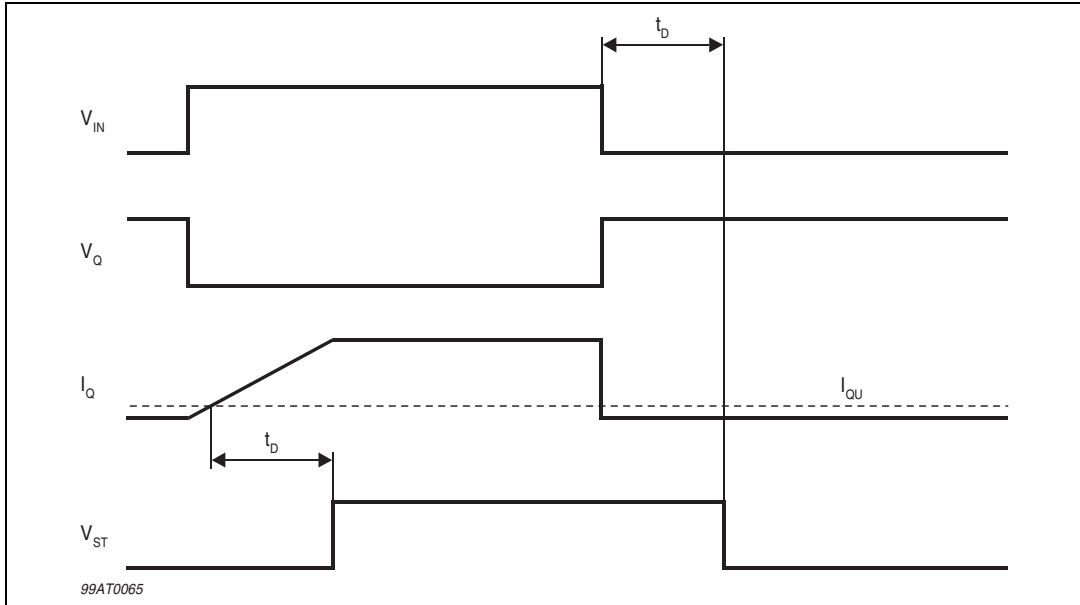 t_D
V_IN
V_Q
I_Q
I_QU
t_D
V_ST
99AT0065